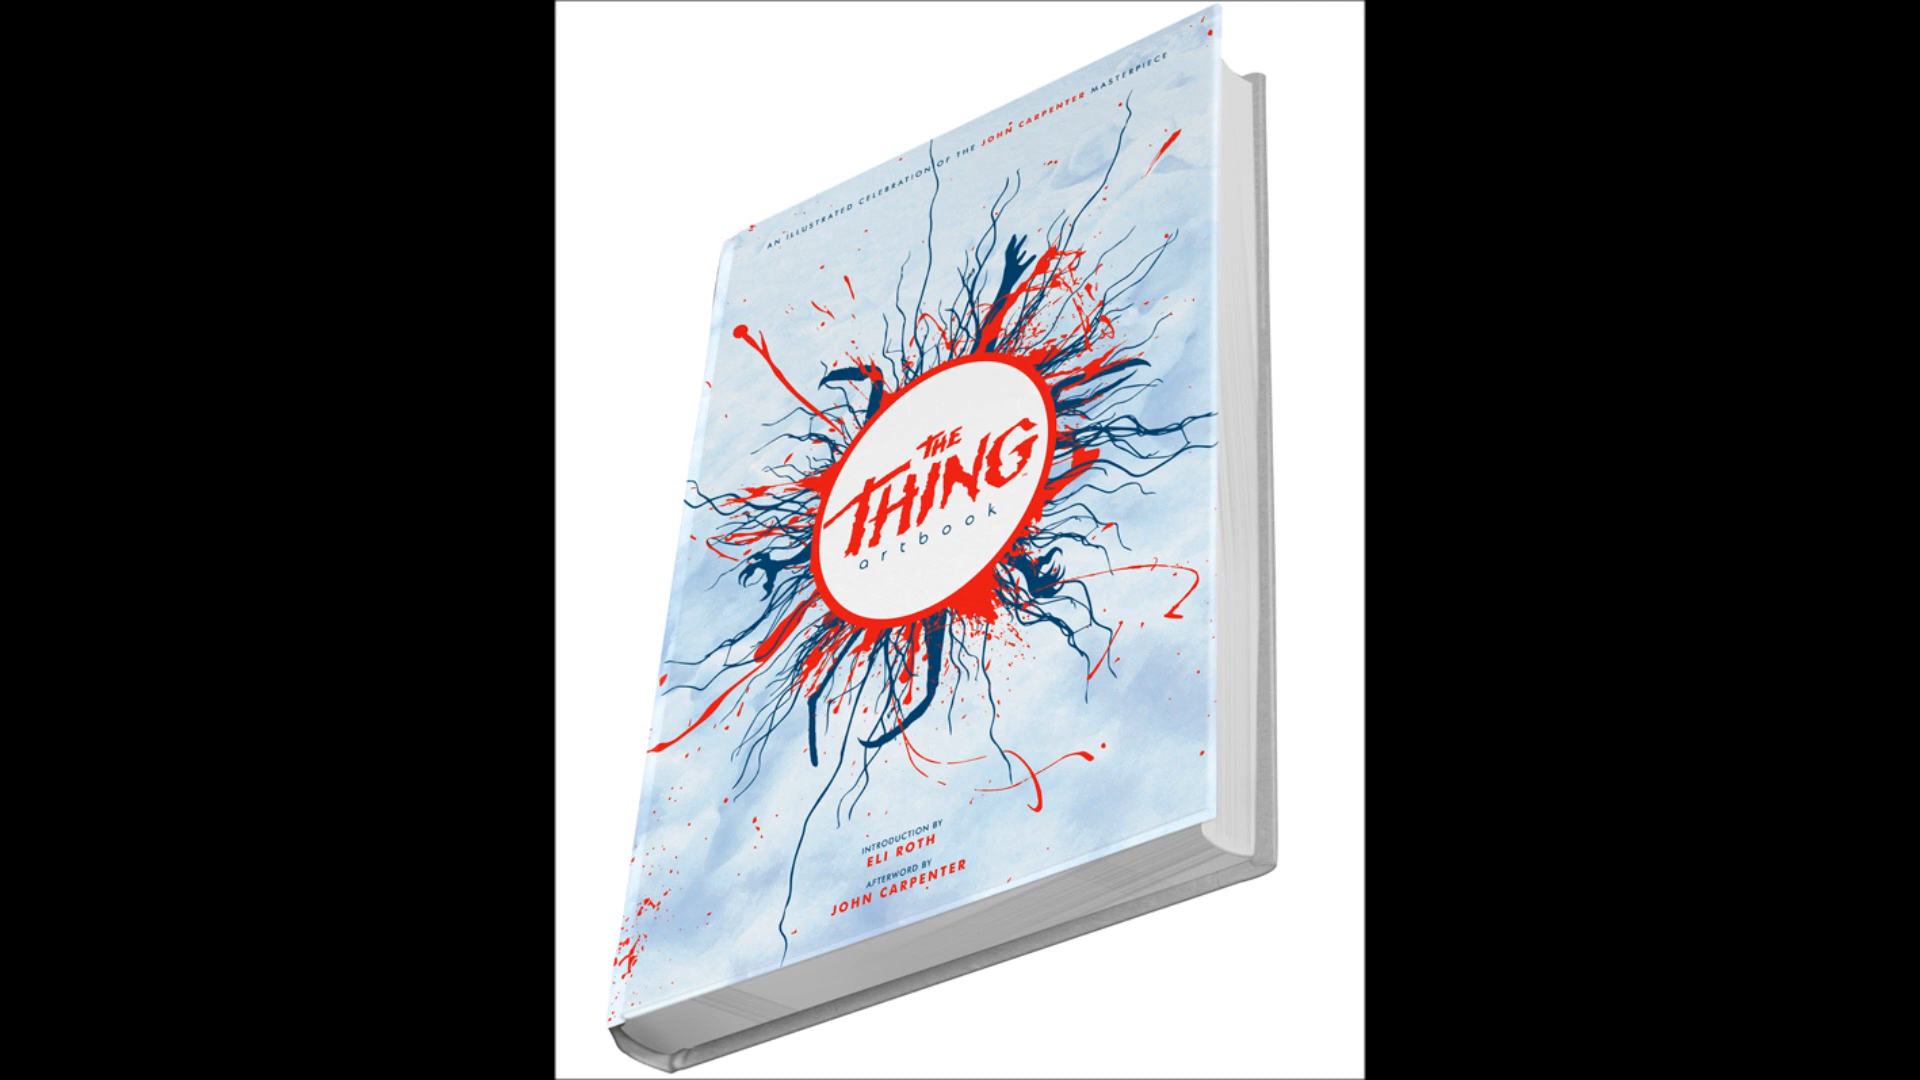 AN ILLUSTRATED CELEBRATION OF THE JOHN CARPENTER MASTERPIECE
THE
THING
artbook
INTRODUCTION BY
ELI ROTH
AFTERWORD BY
JOHN CARPENTER